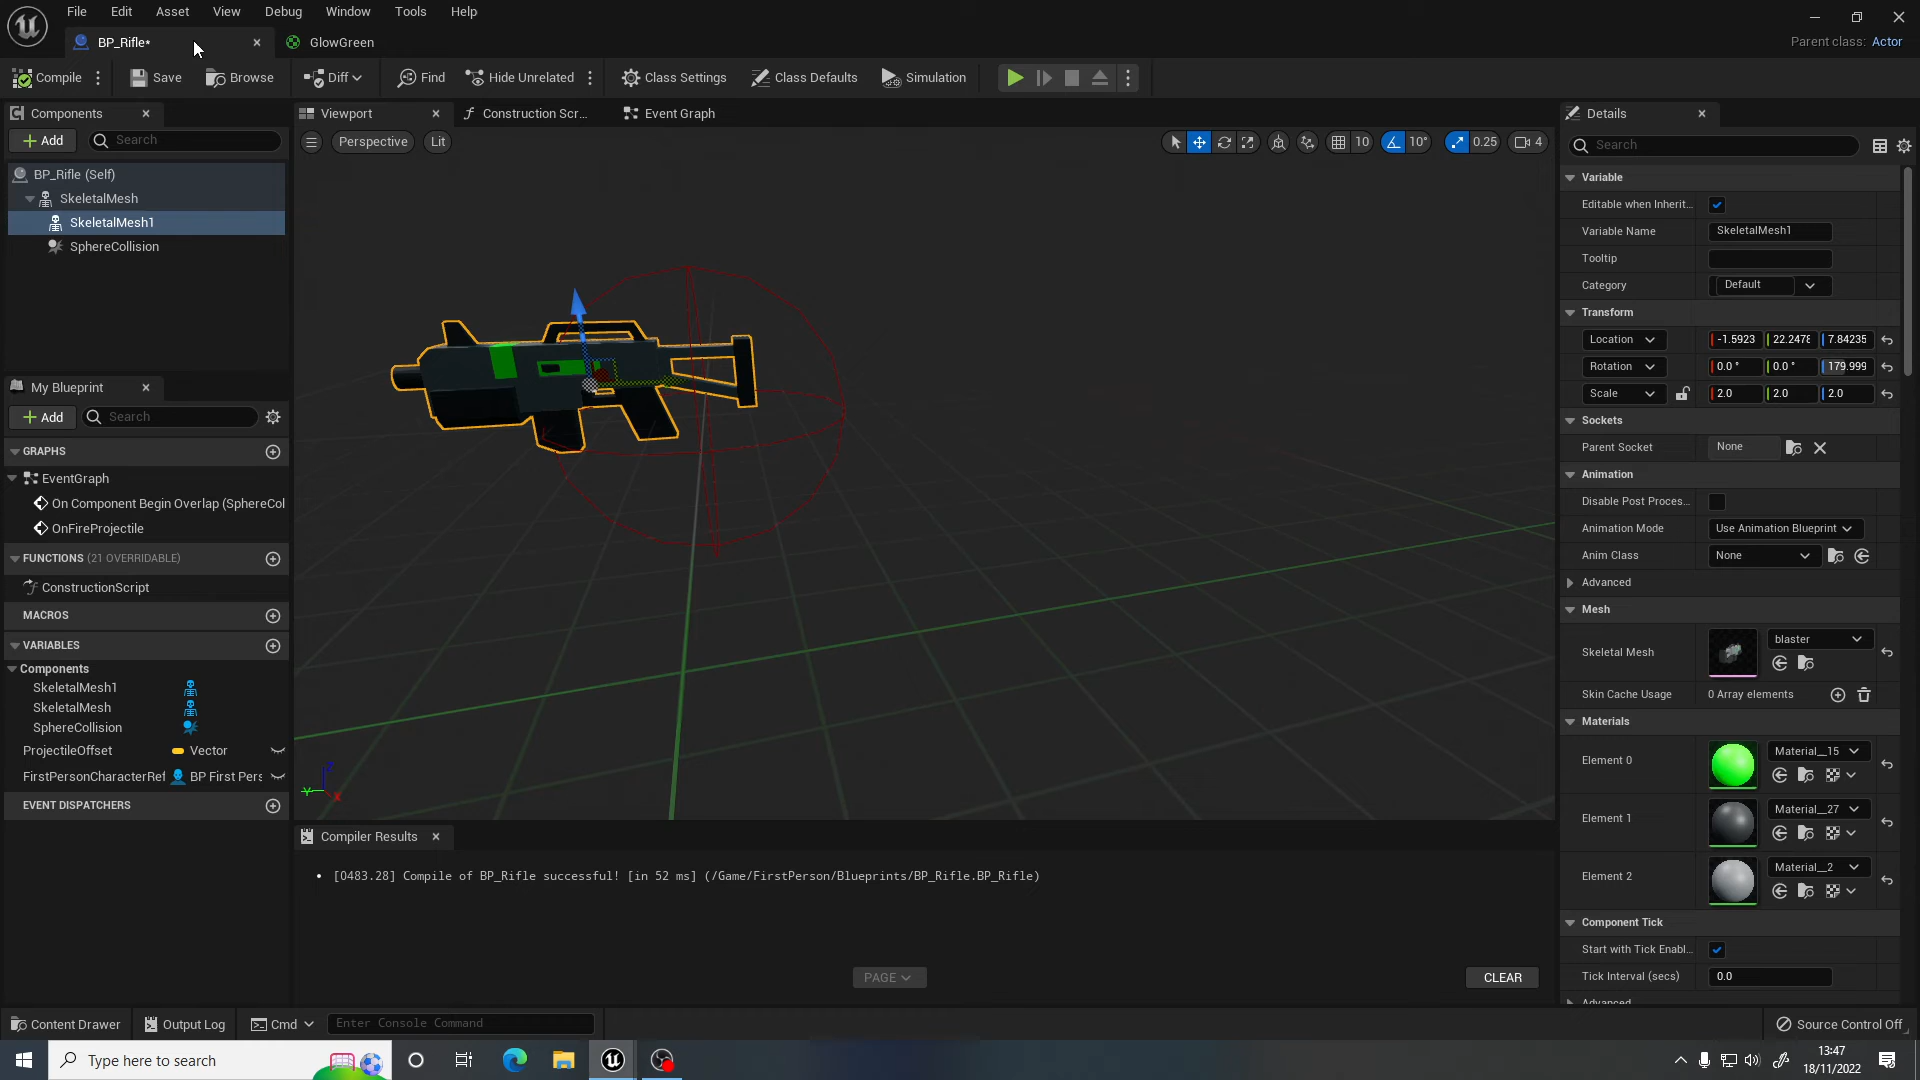 File Edit Asset View Debug Window Tools Help
BP_Rifle*
GlowGreen
Parent class: Actor
Compile Save Browse Diff Find Hide Unrelated Class Settings Class Defaults Simulation
Components
Add
Search
BP_Rifle (Self)
SkeletalMesh
SkeletalMesh1
SphereCollision
My Blueprint
Add
Search
GRAPHS
EventGraph
On Component Begin Overlap (SphereCol
OnFireProjectile
FUNCTIONS (21 OVERRIDABLE)
ConstructionScript
MACROS
VARIABLES
Components
SkeletalMesh1
SkeletalMesh
SphereCollision
ProjectileOffset Vector
FirstPersonCharacterRef BP First Pers
EVENT DISPATCHERS
Viewport Construction Scr... Event Graph
Perspective Lit
10 10° 0.25 4
Compiler Results
[0483.28] Compile of BP_Rifle successful! [in 52 ms] (/Game/FirstPerson/Blueprints/BP_Rifle.BP_Rifle)
PAGE
CLEAR
Details
Search
Variable
Editable when Inherit...
Variable Name SkeletalMesh1
Tooltip
Category Default
Transform
Location -1.5923 22.2478 7.84235
Rotation 0.0 ° 0.0 ° 179.999
Scale 2.0 2.0 2.0
Sockets
Parent Socket None
Animation
Disable Post Proces...
Animation Mode Use Animation Blueprint
Anim Class None
Advanced
Mesh
Skeletal Mesh blaster
Skin Cache Usage 0 Array elements
Materials
Element 0 Material__15
Element 1 Material__27
Element 2 Material__2
Component Tick
Start with Tick Enabl...
Tick Interval (secs) 0.0
Advanced
Content Drawer Output Log Cmd Enter Console Command
Source Control Off
Type here to search
13:47
18/11/2022